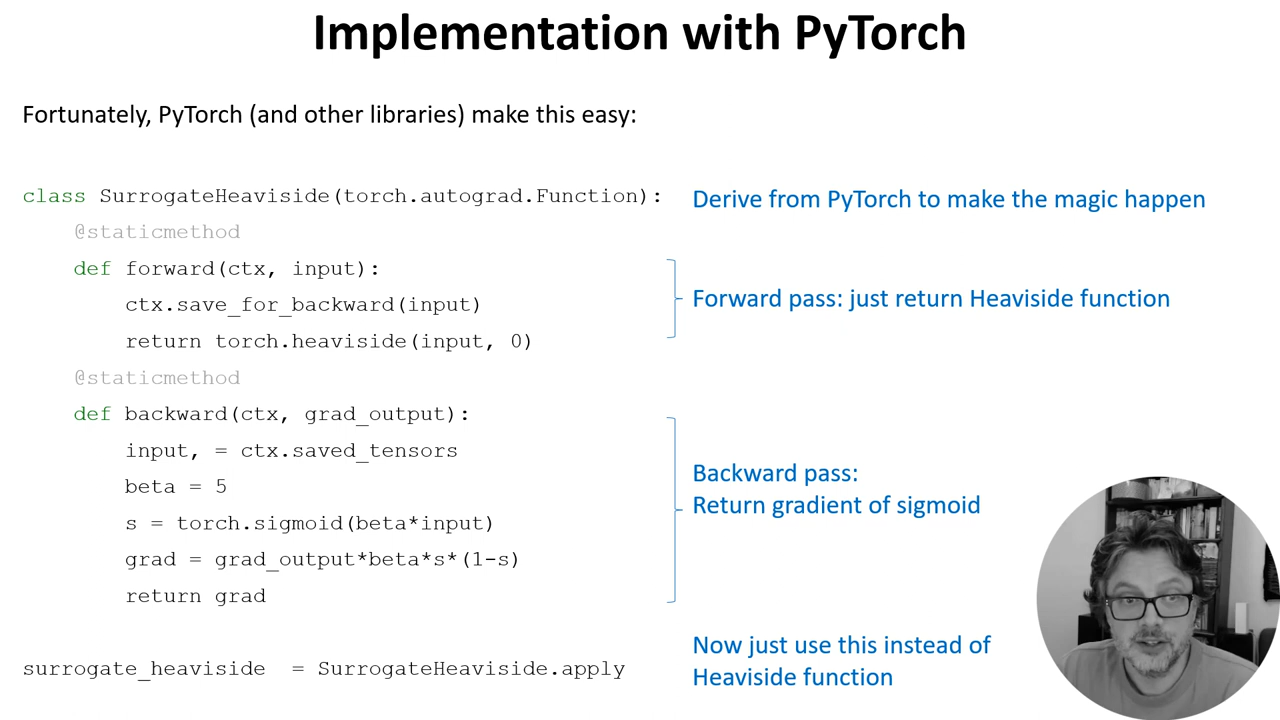 Implementation with PyTorch
Fortunately, PyTorch (and other libraries) make this easy:
class SurrogateHeaviside(torch.autograd.Function):
Derive from PyTorch to make the magic happen
@staticmethod
def forward(ctx, input):
ctx.save_for_backward(input)
return torch.heaviside(input, 0)
Forward pass: just return Heaviside function
@staticmethod
def backward(ctx, grad_output):
input, = ctx.saved_tensors
beta = 5
s = torch.sigmoid(beta*input)
grad = grad_output*beta*s*(1-s)
return grad
Backward pass:
Return gradient of sigmoid
surrogate_heaviside = SurrogateHeaviside.apply
Now just use this instead of
Heaviside function